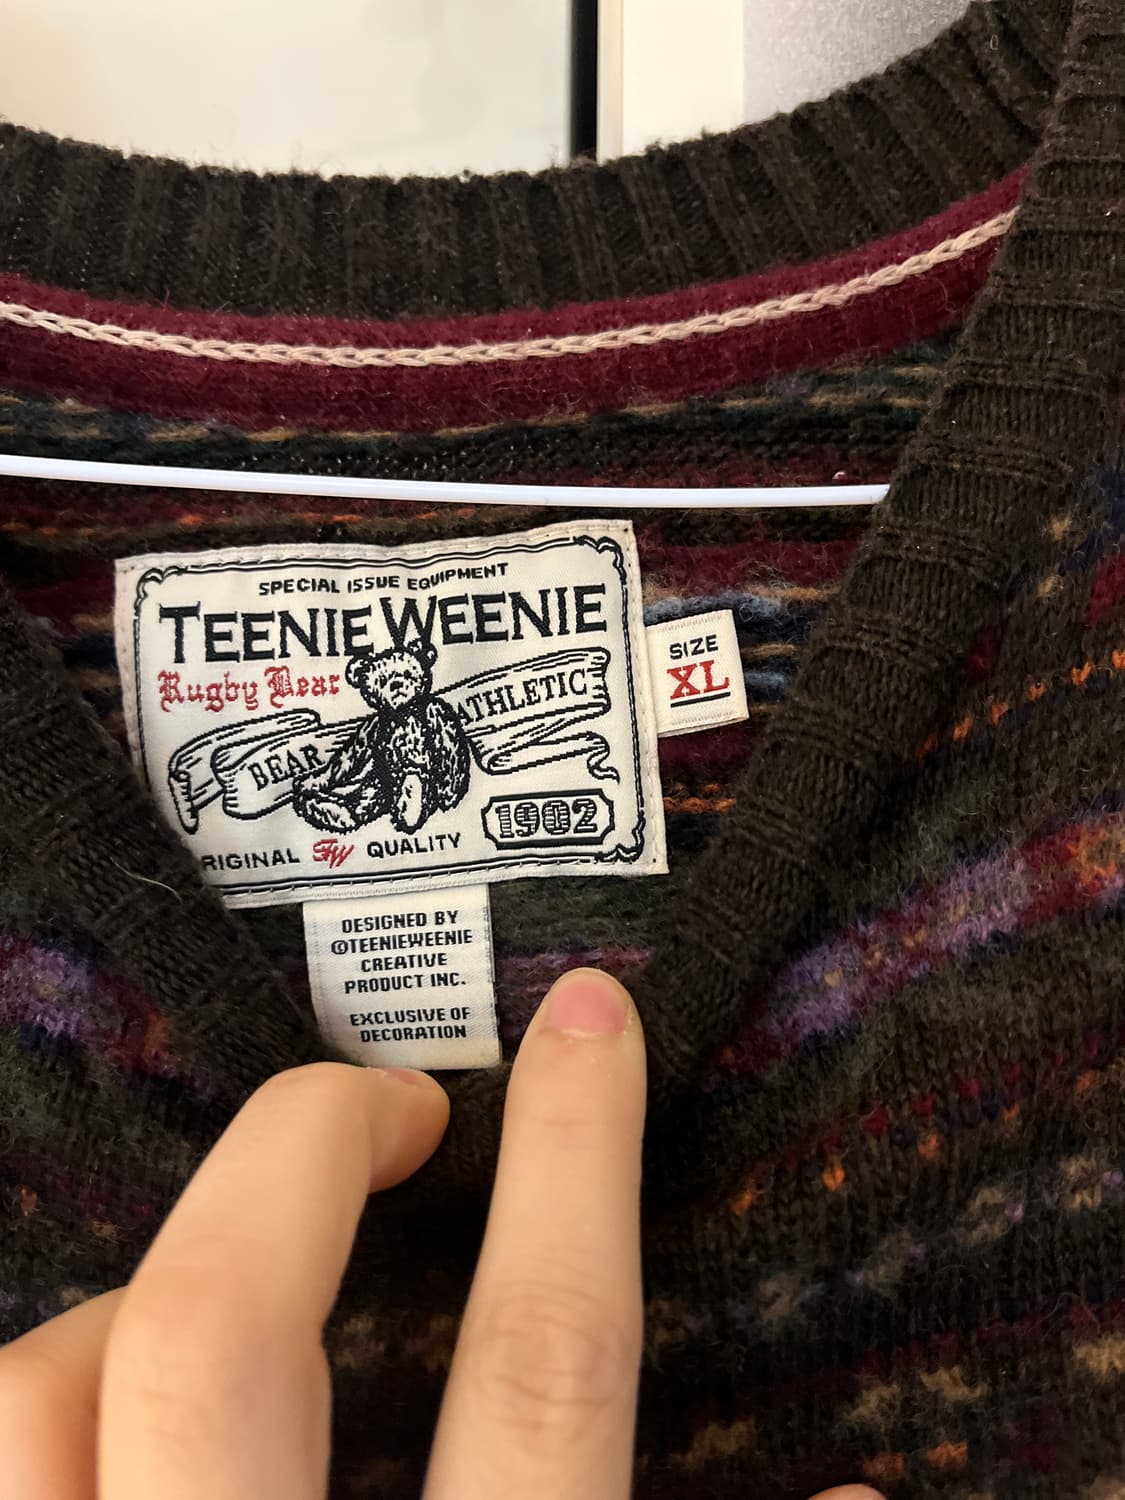 SPECIAL ISSUE EQUIPMENT
TEENIE WEENIE
Rugby Bear
BEAR ATHLETIC
1902
RIGINAL TW QUALITY
SIZE
XL
DESIGNED BY
©TEENIEWEENIE
CREATIVE
PRODUCT INC.
EXCLUSIVE OF
DECORATION